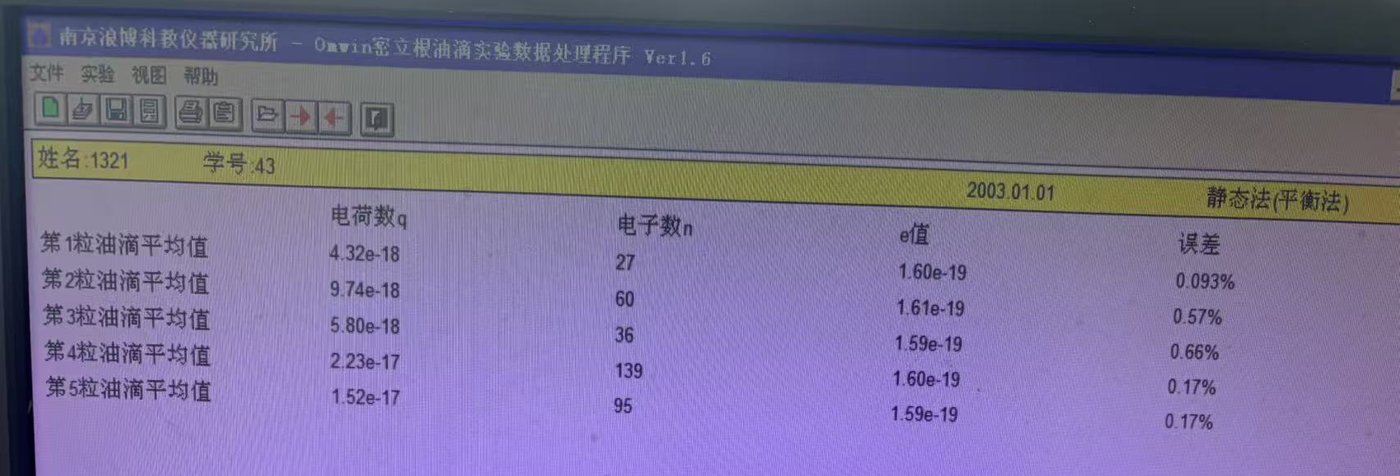 南京浪博科教仪器研究所 - Omwin密立根油滴实验数据处理程序 Ver1.6
文件 实验 视图 帮助
姓名:1321 学号:43 2003.01.01 静态法(平衡法)
电荷数q 电子数n e值 误差
第1粒油滴平均值 4.32e-18 27 1.60e-19 0.093%
第2粒油滴平均值 9.74e-18 60 1.61e-19 0.57%
第3粒油滴平均值 5.80e-18 36 1.59e-19 0.66%
第4粒油滴平均值 2.23e-17 139 1.60e-19 0.17%
第5粒油滴平均值 1.52e-17 95 1.59e-19 0.17%